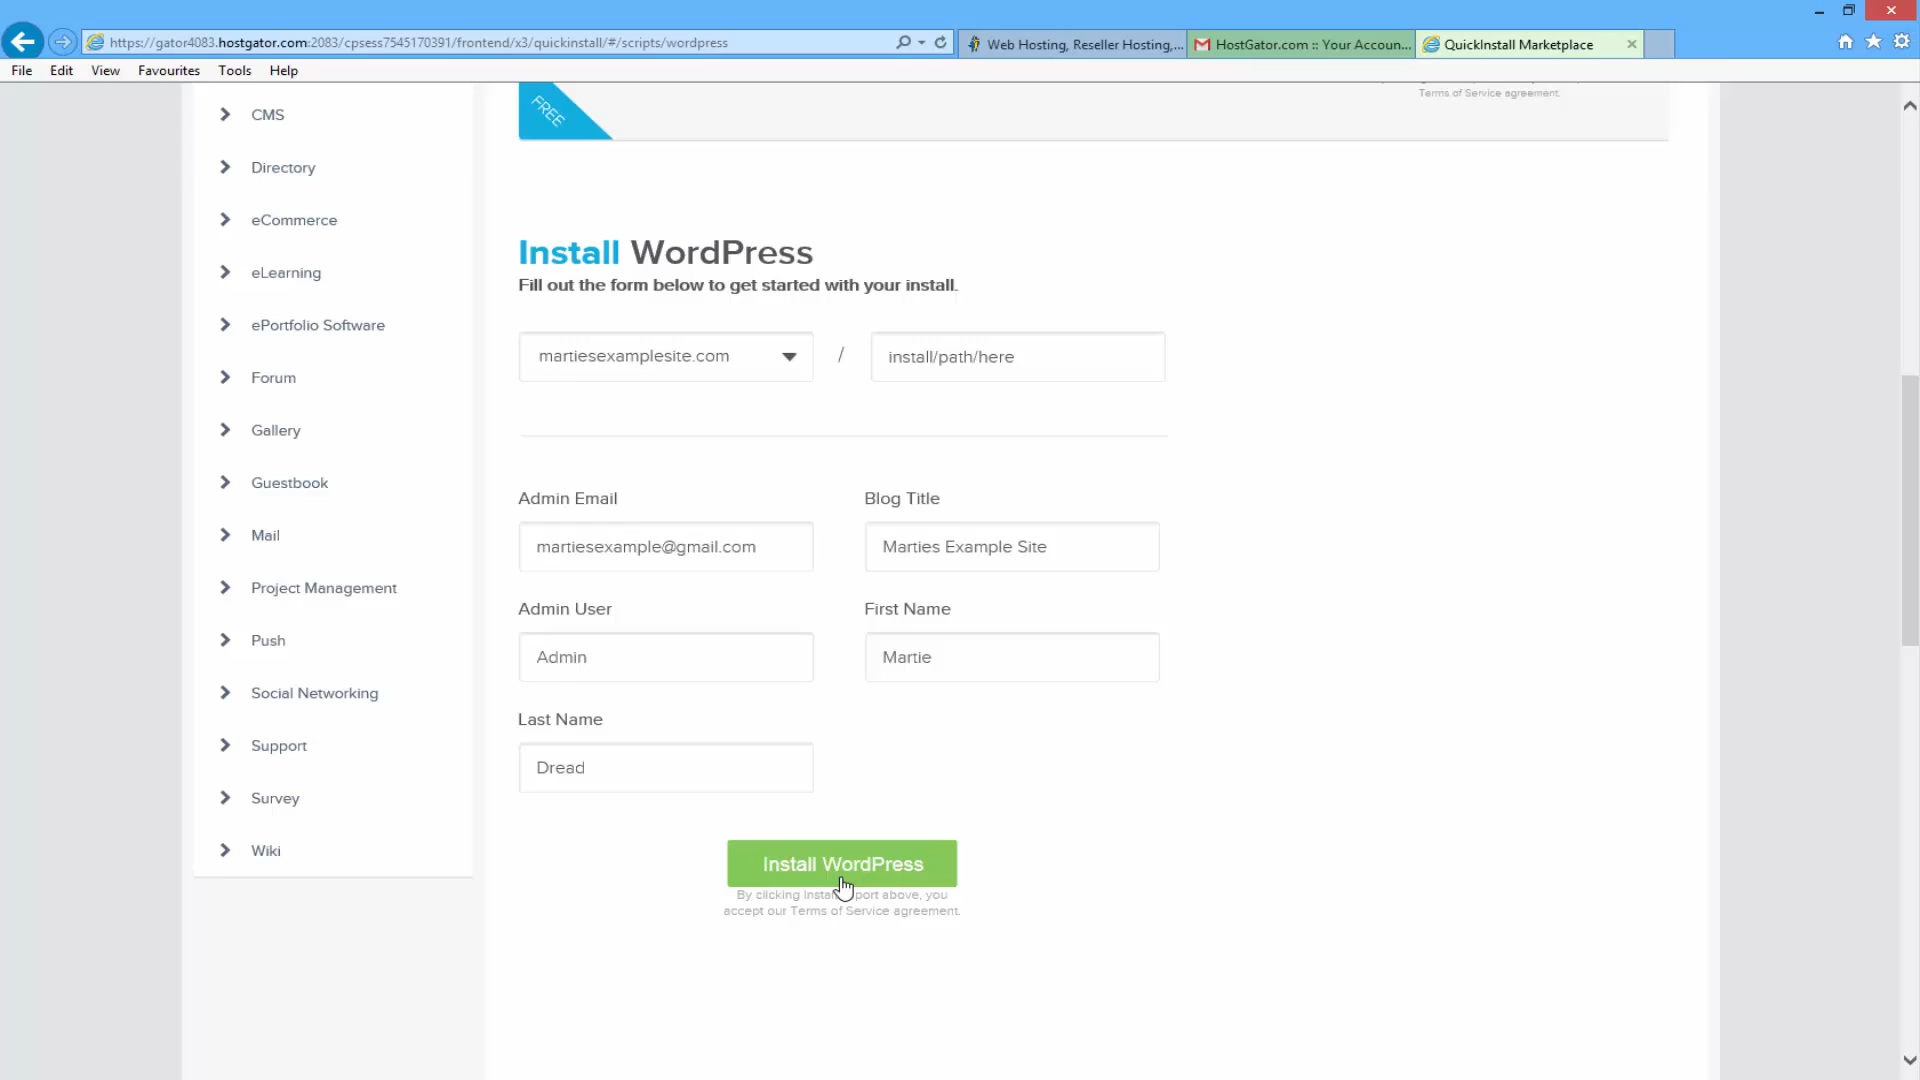 https://gator4083.hostgator.com:2083/cpsess7545170391/frontend/x3/quickinstall/#/scripts/wordpress
Web Hosting, Reseller Hosting,...
HostGator.com :: Your Accoun...
QuickInstall Marketplace
File Edit View Favourites Tools Help
Terms of Service agreement.
FREE
CMS
Directory
eCommerce
eLearning
ePortfolio Software
Forum
Gallery
Guestbook
Mail
Project Management
Push
Social Networking
Support
Survey
Wiki
Install WordPress
Fill out the form below to get started with your install.
martiesexamplesite.com / install/path/here
Admin Email Blog Title
martiesexample@gmail.com Marties Example Site
Admin User First Name
Admin Martie
Last Name
Dread
Install WordPress
By clicking port above, you
accept our Terms of Service agreement.